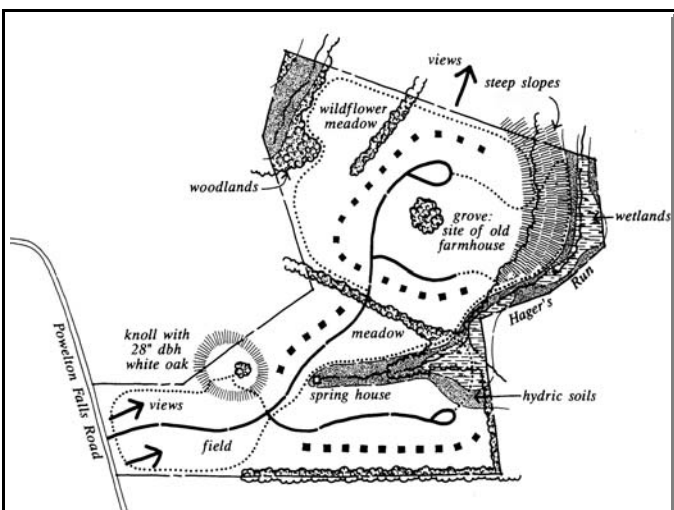 views
steep slopes
wildflower
meadow
woodlands
grove:
site of old
farmhouse
wetlands
Hager's Run
meadow
knoll with
28" dbh
white oak
spring house
hydric soils
views
field
Powelton Falls Road